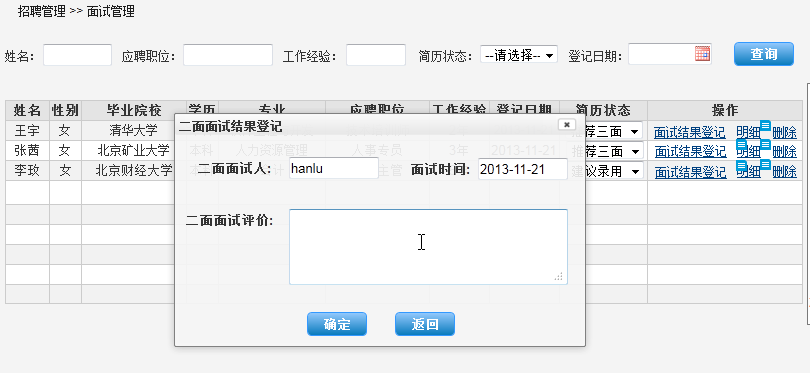 招聘管理 >> 面试管理
姓名: 应聘职位: 工作经验: 简历状态: --请选择-- 登记日期: 查询
姓名 性别 毕业院校 学历 专业 应聘职位 工作经验 登记日期 简历状态 操作
王宇 女 清华大学 荐三面 面试结果登记 明细 删除
张茜 女 北京矿业大学 本科 人力资源管理 人事专员 3年 2013-11-21 荐三面 面试结果登记 明细 删除
李玫 女 北京财经大学 主管 议录用 面试结果登记 明细 删除
二面面试结果登记
二面面试人: hanlu 面试时间: 2013-11-21
二面面试评价:
确定 返回